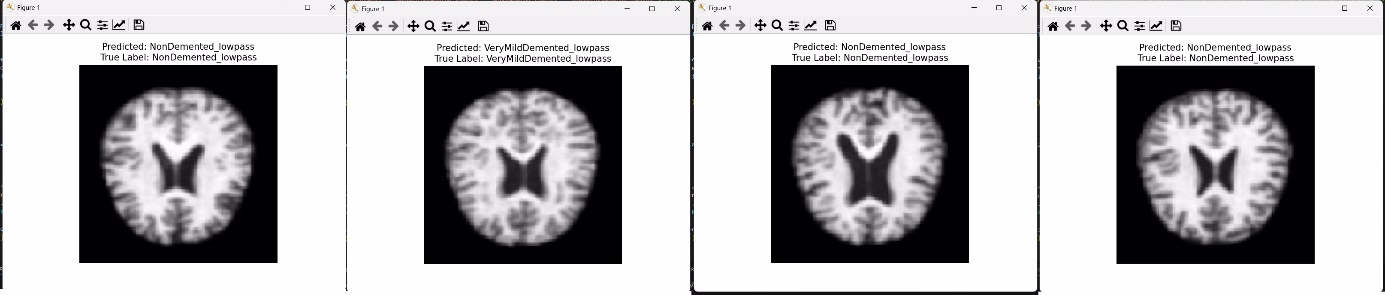 Figure 1
Predicted: NonDemented_lowpass
True Label: NonDemented_lowpass
Figure 1
Predicted: VeryMildDemented_lowpass
True Label: VeryMildDemented_lowpass
Figure 1
Predicted: NonDemented_lowpass
True Label: NonDemented_lowpass
Figure 1
Predicted: NonDemented_lowpass
True Label: NonDemented_lowpass